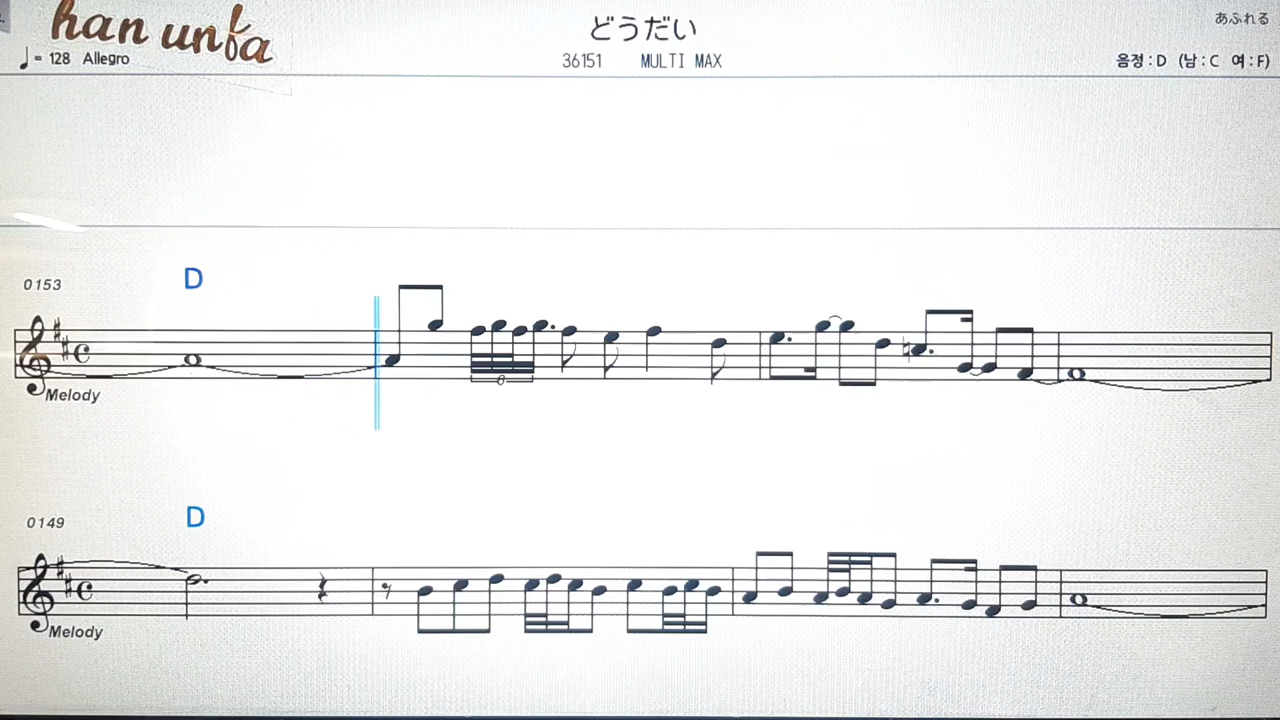 han unfa
どうだい
あふれる
♩= 128 Allegro
36151 MULTI MAX
음정 : D (남 : C 여 : F)
D
0153
Melody
6
D
0149
Melody